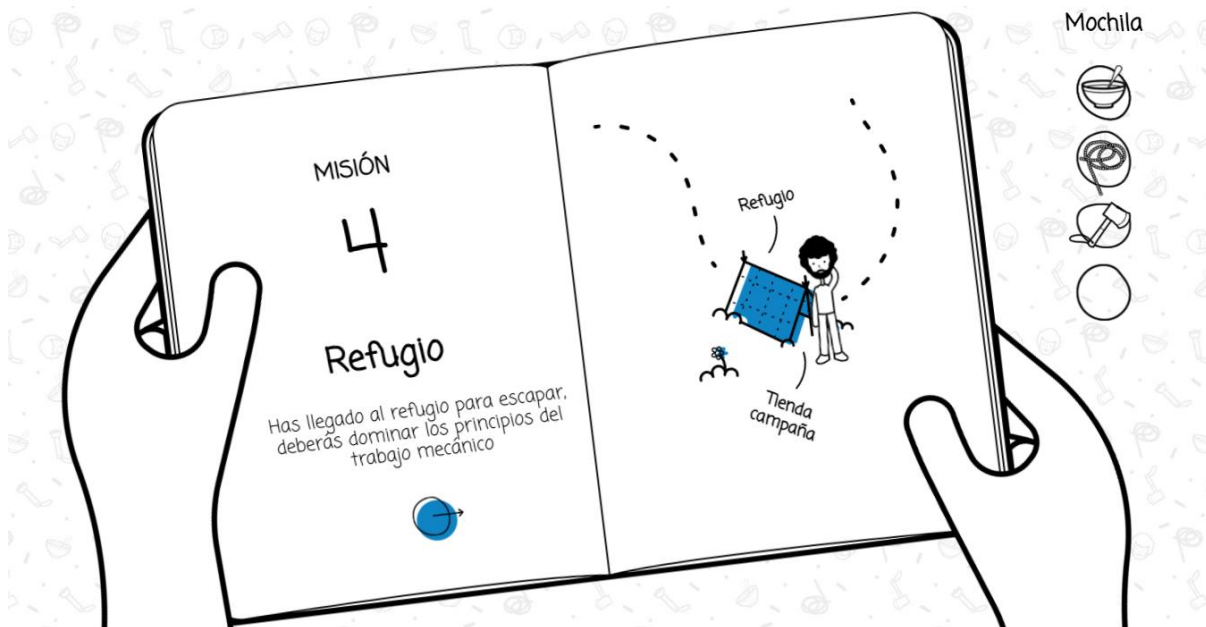 Mochila
MISIÓN
4
Refugio
Has llegado al refugio para escapar,
deberás dominar los principios del
trabajo mecánico
Refugio
Tienda
campaña